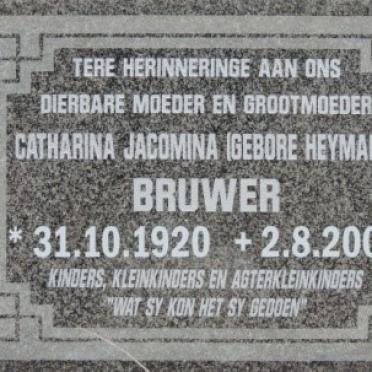 TERE HERINNERINGE AAN ONS
DIERBARE MOEDER EN GROOTMOEDER
CATHARINA JACOMINA (GEBORE
BRUWER
* 31.10.1920 + 2.8.200
KINDERS, KLEINKINDERS EN AGTERKLEINKINDERS
"WAT SY KON HET SY GEDOEN"